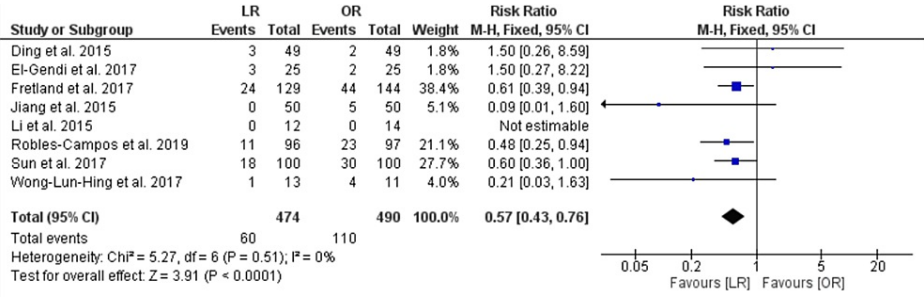 LR OR Risk Ratio Risk Ratio
Study or Subgroup Events Total Events Total Weight M-H, Fixed, 95% CI M-H, Fixed, 95% CI
Ding et al. 2015 3 49 2 49 1.8% 1.50 [0.26, 8.59]
El-Gendi et al. 2017 3 25 2 25 1.8% 1.50 [0.27, 8.22]
Fretland et al. 2017 24 129 44 144 38.4% 0.61 [0.39, 0.94]
Jiang et al. 2015 0 50 5 50 5.1% 0.09 [0.01, 1.60]
Li et al. 2015 0 12 0 14 Not estimable
Robles-Campos et al. 2019 11 96 23 97 21.1% 0.48 [0.25, 0.94]
Sun et al. 2017 18 100 30 100 27.7% 0.60 [0.36, 1.00]
Wong-Lun-Hing et al. 2017 1 13 4 11 4.0% 0.21 [0.03, 1.63]
Total (95% CI) 474 490 100.0% 0.57 [0.43, 0.76]
Total events 60 110
Heterogeneity: Chi² = 5.27, df = 6 (P = 0.51); I² = 0%
Test for overall effect: Z = 3.91 (P < 0.0001)
0.05 0.2 1 5 20
Favours [LR] Favours [OR]